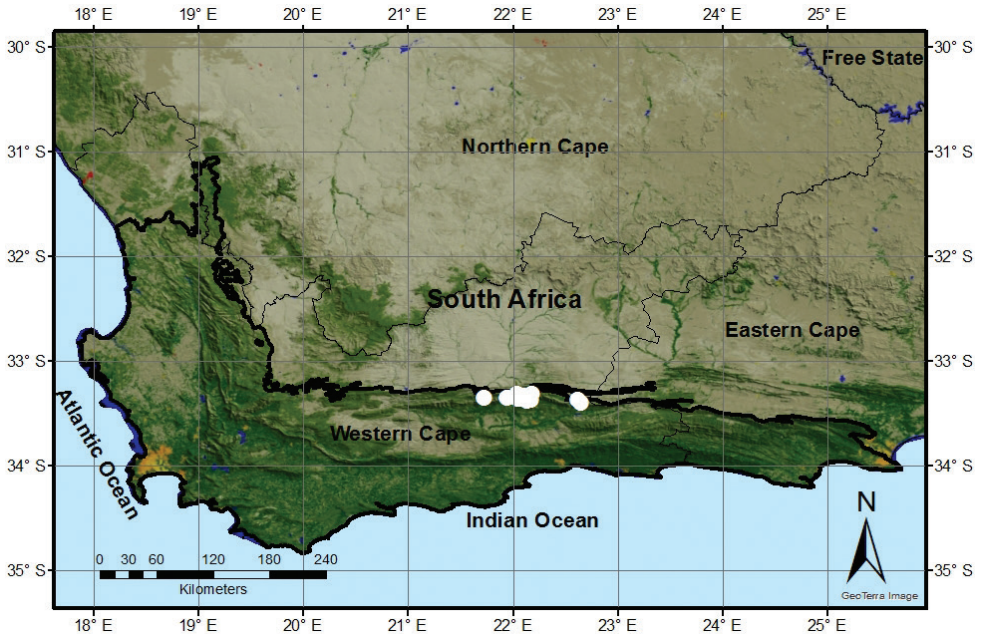 18° E 19° E 20° E 21° E 22° E 23° E 24° E 25° E
30° S 30° S
Free State
Northern Cape
31° S 31° S
32° S 32° S
South Africa
Eastern Cape
33° S 33° S
Western Cape
Atlantic Ocean
34° S 34° S
Indian Ocean
N
0 30 60 120 180 240
Kilometers
35° S 35° S
GeoTerra Image
18° E 19° E 20° E 21° E 22° E 23° E 24° E 25° E